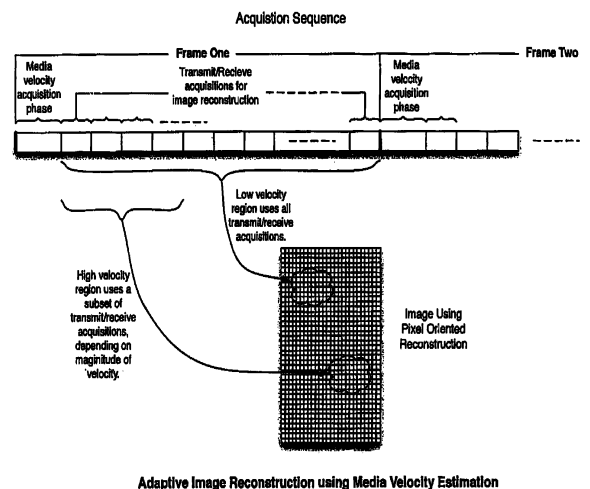 Acquistion Sequence
Frame One
Frame Two
Media
velocity
acquisition
phase
Transmit/Recieve
acquisitions for
image reconstruction
Media
velocity
acquisition
phase
Low velocity
region uses all
transmit/receive
acquisitions.
High velocity
region uses a
subset of
transmit/receive
acquisitions,
depending on
maginitude of
velocity.
Image Using
Pixel Oriented
Reconstruction
Adaptive Image Reconstruction using Media Velocity Estimation